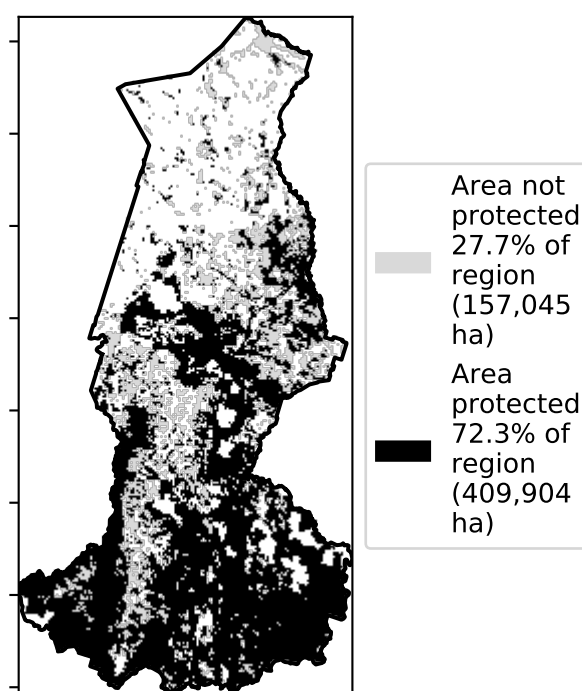 Area not
protected
27.7% of
region
(157,045
ha)
Area
protected
72.3% of
region
(409,904
ha)